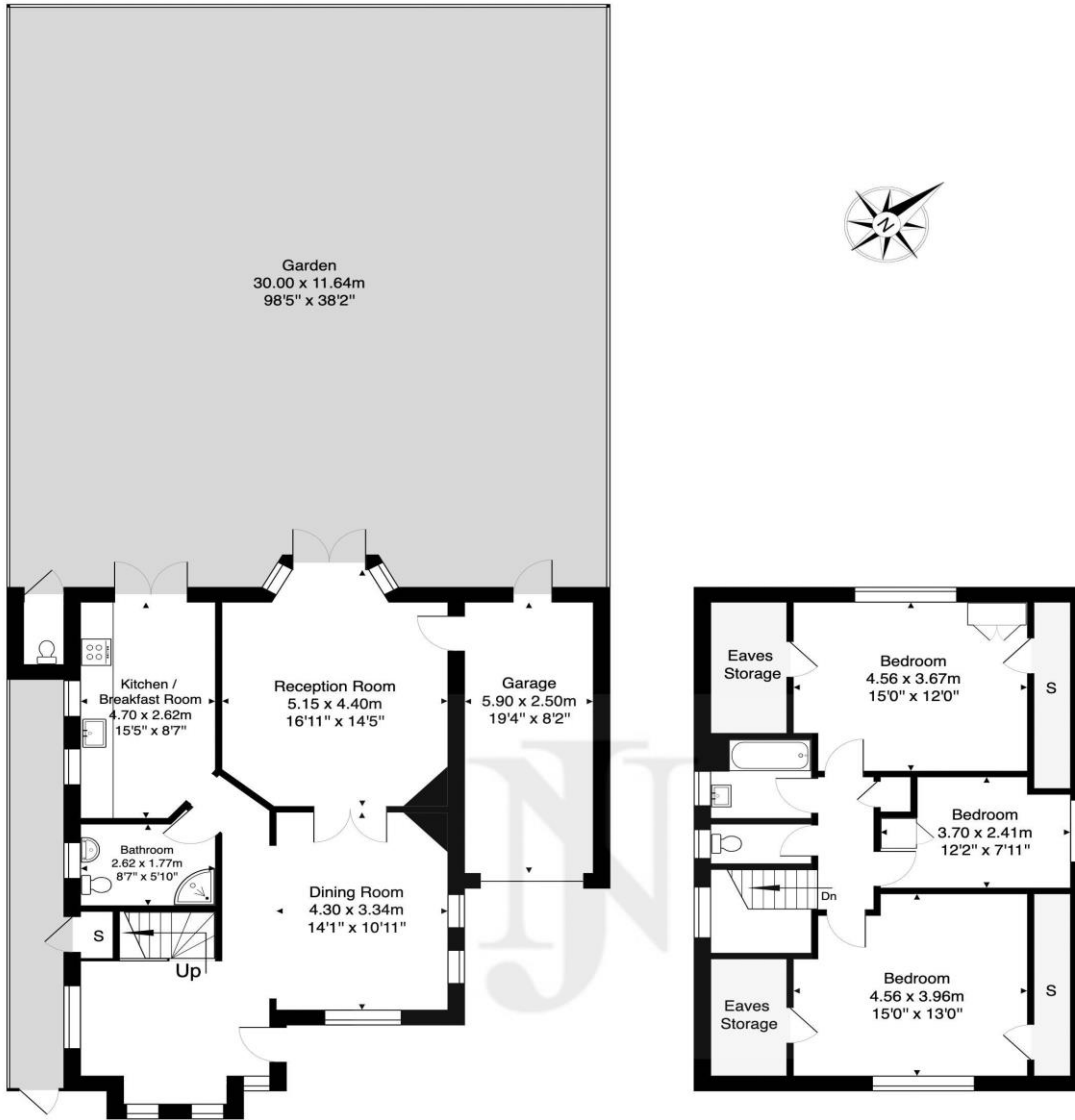 Garden
30.00 x 11.64m
98'5" x 38'2"
N
Kitchen /
Breakfast Room
4.70 x 2.62m
15'5" x 8'7"
Reception Room
5.15 x 4.40m
16'11" x 14'5"
Garage
5.90 x 2.50m
19'4" x 8'2"
Bathroom
2.62 x 1.77m
8'7" x 5'10"
Dining Room
4.30 x 3.34m
14'1" x 10'11"
S
Up
Eaves
Storage
Bedroom
4.56 x 3.67m
15'0" x 12'0"
S
Bedroom
3.70 x 2.41m
12'2" x 7'11"
Dn
Bedroom
4.56 x 3.96m
15'0" x 13'0"
Eaves
Storage
S
JN